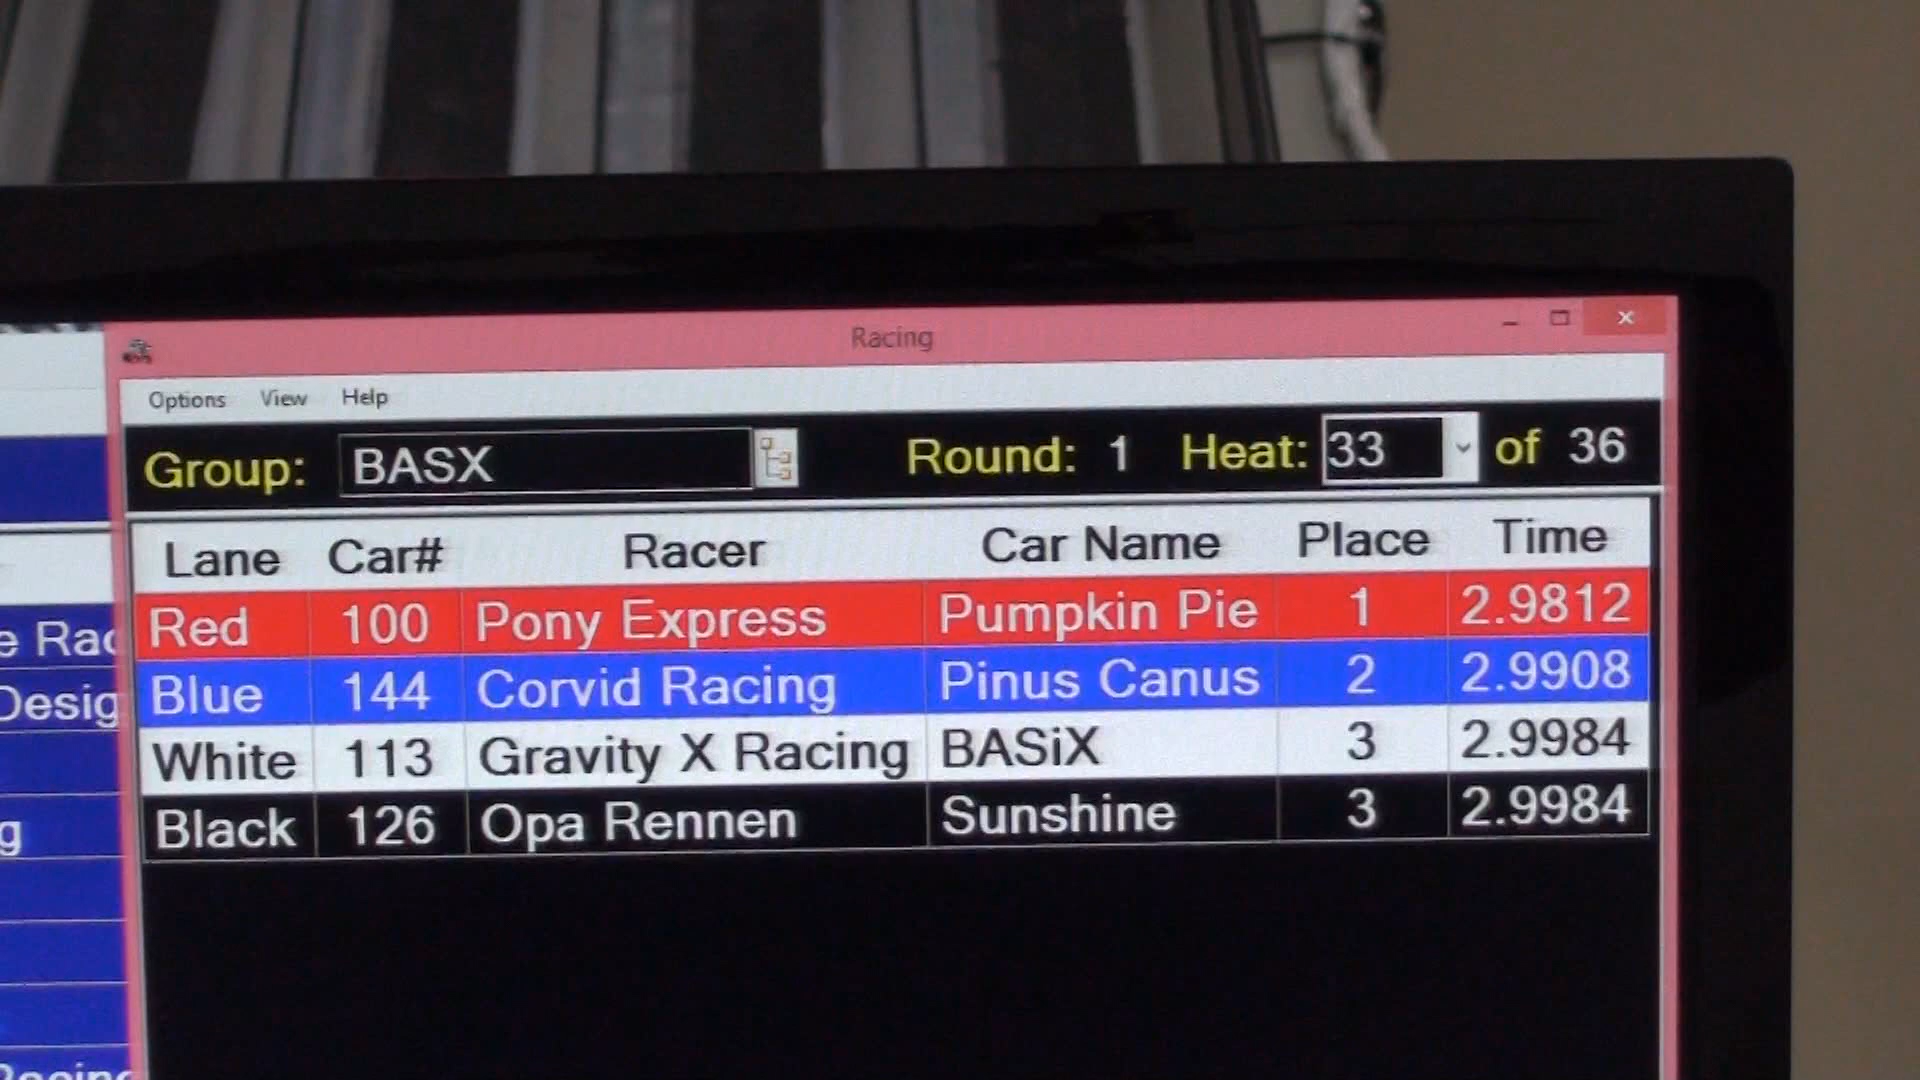 Racing
Options View Help
Group: BASX Round: 1 Heat: 33 of 36
Lane Car# Racer Car Name Place Time
Red 100 Pony Express Pumpkin Pie 1 2.9812
Blue 144 Corvid Racing Pinus Canus 2 2.9908
White 113 Gravity X Racing BASiX 3 2.9984
Black 126 Opa Rennen Sunshine 3 2.9984
e Rac
Desig
g